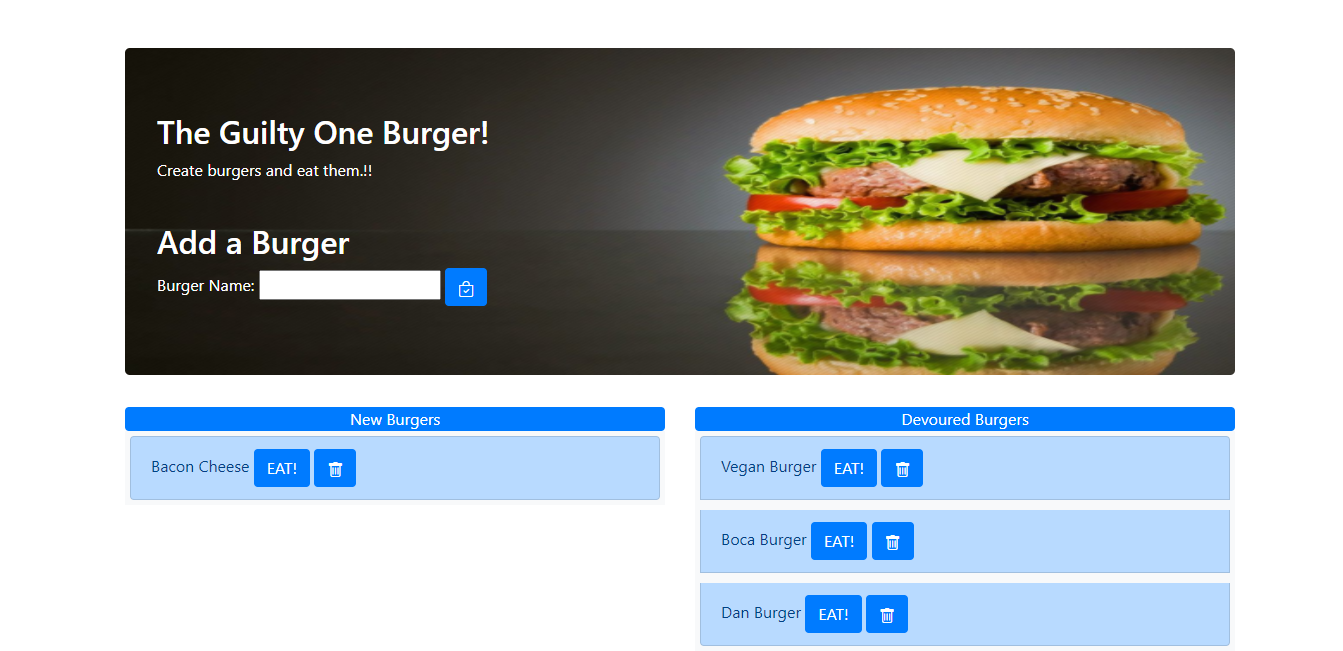 The Guilty One Burger!
Create burgers and eat them.!!
Add a Burger
Burger Name:
New Burgers
Bacon Cheese EAT!
Devoured Burgers
Vegan Burger EAT!
Boca Burger EAT!
Dan Burger EAT!